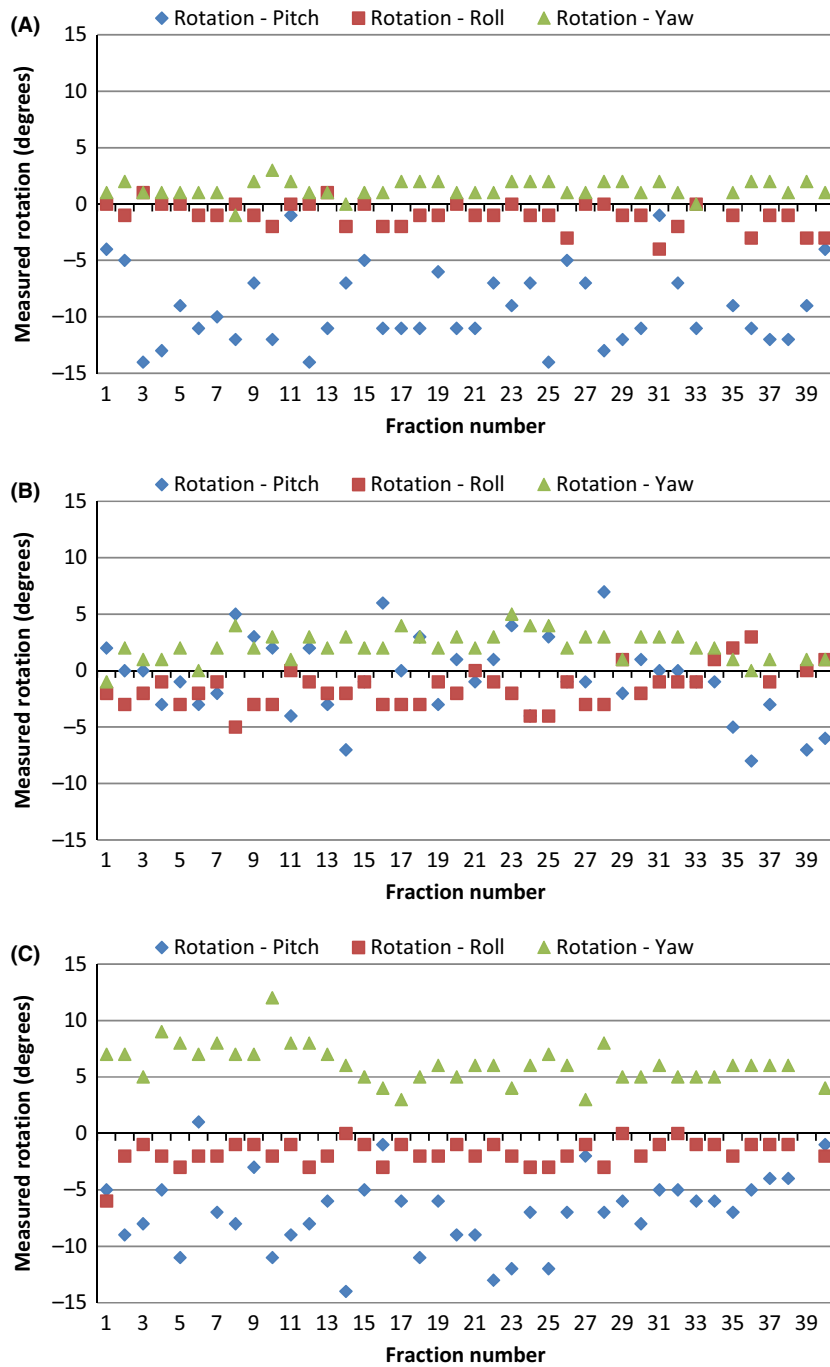 (A)
Rotation - Pitch Rotation - Roll Rotation - Yaw
15
10
5
0
−5
−10
−15
Measured rotation (degrees)
1 3 5 7 9 11 13 15 17 19 21 23 25 27 29 31 33 35 37 39
Fraction number
(B)
Rotation - Pitch Rotation - Roll Rotation - Yaw
15
10
5
0
−5
−10
−15
Measured rotation (degrees)
1 3 5 7 9 11 13 15 17 19 21 23 25 27 29 31 33 35 37 39
Fraction number
(C)
Rotation - Pitch Rotation - Roll Rotation - Yaw
15
10
5
0
−5
−10
−15
Measured rotation (degrees)
1 3 5 7 9 11 13 15 17 19 21 23 25 27 29 31 33 35 37 39
Fraction number